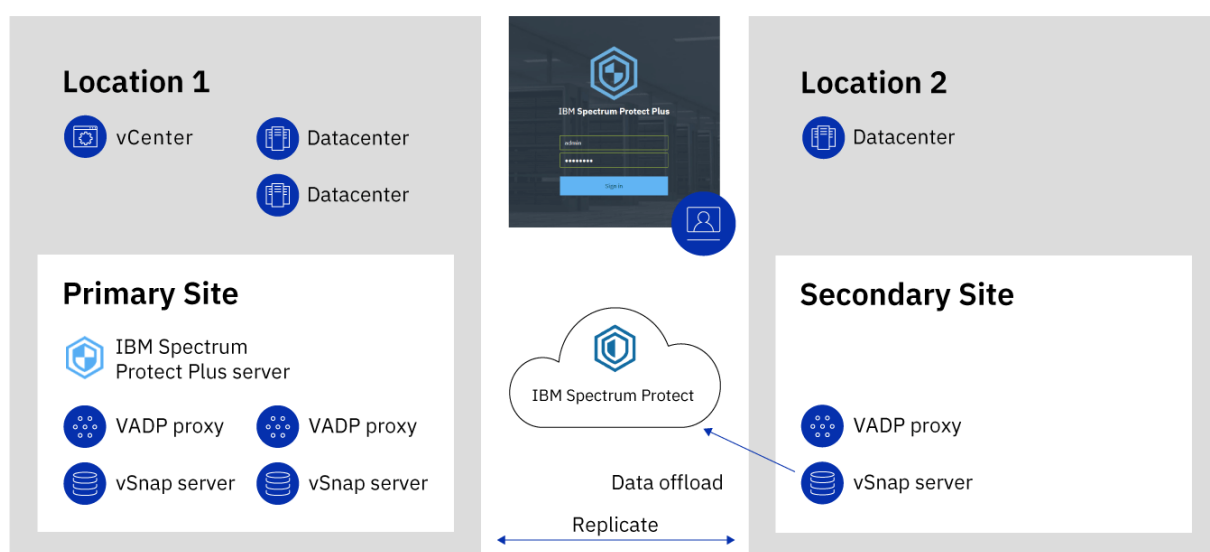 Location 1
vCenter
Datacenter
Datacenter
Primary Site
IBM Spectrum
Protect Plus server
VADP proxy
VADP proxy
vSnap server
vSnap server
IBM Spectrum Protect Plus
admin
Sign in
IBM Spectrum Protect
Data offload
Replicate
Location 2
Datacenter
Secondary Site
VADP proxy
vSnap server